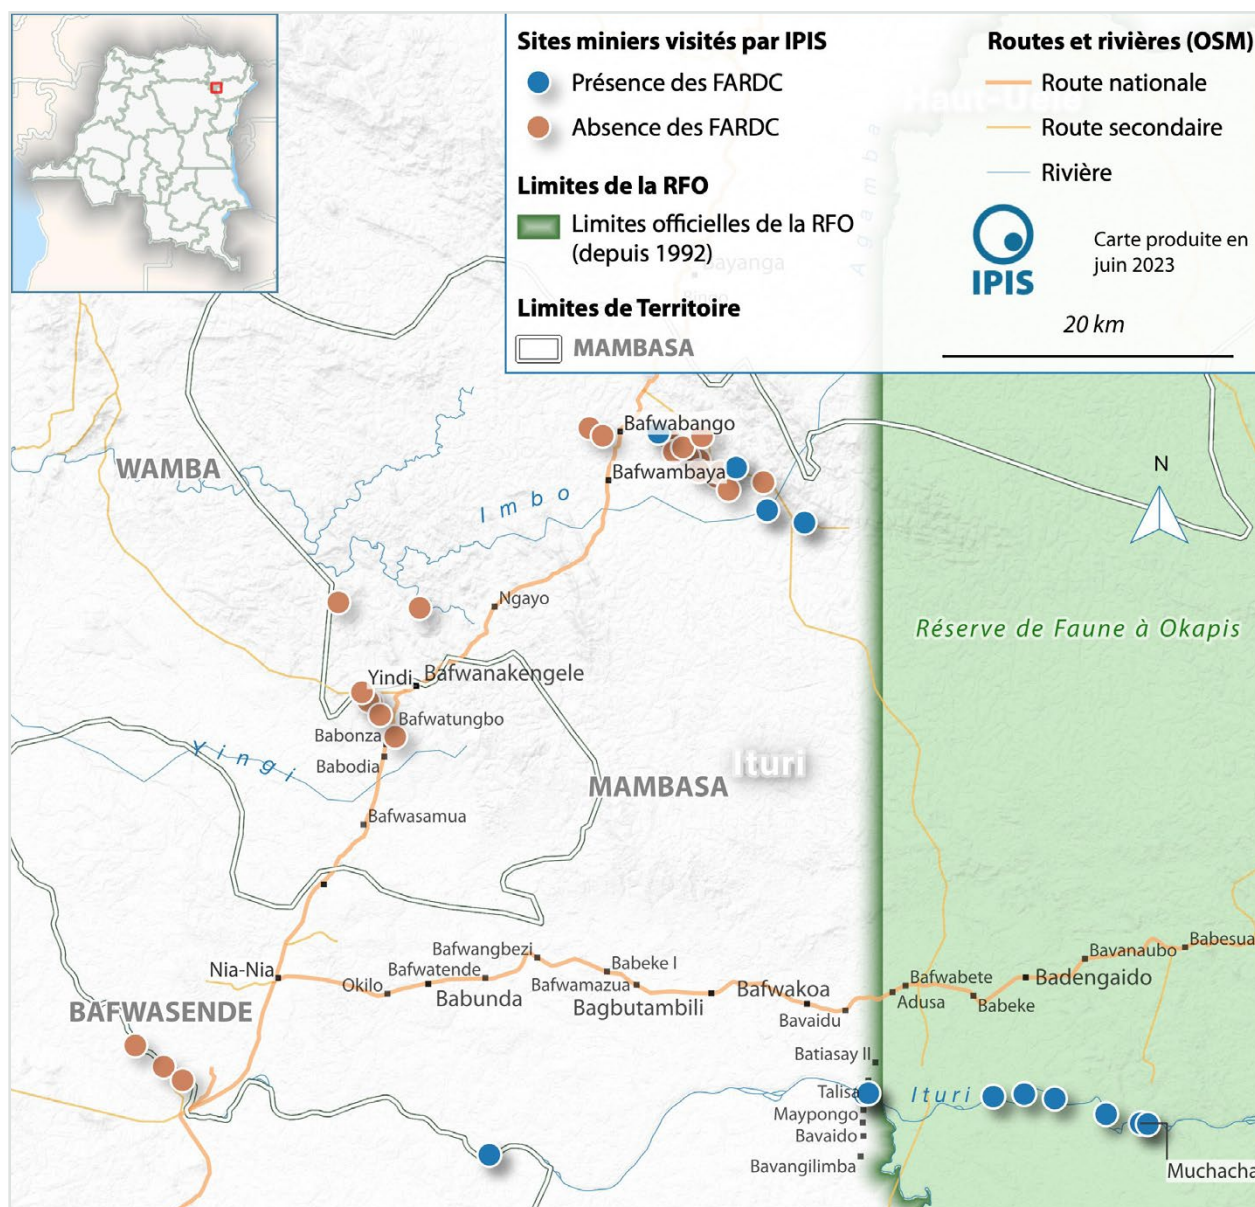 Sites miniers visités par IPIS
Présence des FARDC
Absence des FARDC
Limites de la RFO
Limites officielles de la RFO
(depuis 1992)
Limites de Territoire
MAMBASA
Routes et rivières (OSM)
Route nationale
Route secondaire
Rivière
IPIS
Carte produite en
juin 2023
20 km
Haut-Uele
Agamba
Bayanga
Bafwabango
WAMBA
Bafwambaya
N
Imbo
Ngayo
Réserve de Faune à Okapis
Yindi
Bafwanakengele
Bafwatungbo
Babonza
Yingi
Babodia
Ituri
MAMBASA
Bafwasamua
Babesua
Bafwangbezi
Bavanaubo
Nia-Nia
Bafwatende
Babeke I
Bafwabete
Badengaido
Okilo
Babunda
Bafwamazua
Bafwakoa
Adusa
Babeke
BAFWASENDE
Bagbutambili
Bavaidu
Batiasay II
Talisa
Ituri
Maypongo
Bavaido
Bavangilimba
Muchacha